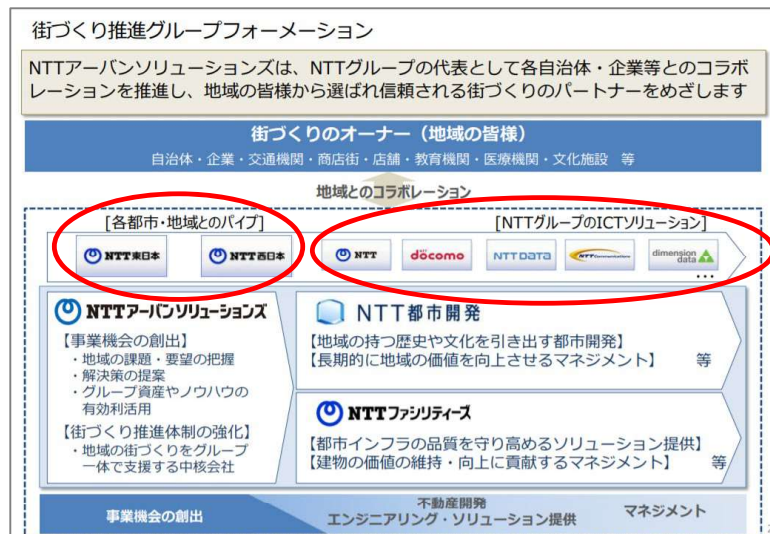 街づくり推進グループフォーメーション
NTTアーバンソリューションズは、NTTグループの代表として各自治体・企業等とのコラボ
レーションを推進し、地域の皆様から選ばれ信頼される街づくりのパートナーをめざします
街づくりのオーナー（地域の皆様）
自治体・企業・交通機関・商店街・店舗・教育機関・医療機関・文化施設　等
地域とのコラボレーション
[各都市・地域とのパイプ]
[NTTグループのICTソリューション]
NTT東日本
NTT西日本
NTT
NTT docomo
NTT DATA
NTT Communications
dimension data
…
NTTアーバンソリューションズ
【事業機会の創出】
・地域の課題・要望の把握
・解決策の提案
・グループ資産やノウハウの
有効利活用
【街づくり推進体制の強化】
・地域の街づくりをグループ
一体で支援する中核会社
NTT都市開発
【地域の持つ歴史や文化を引き出す都市開発】
【長期的に地域の価値を向上させるマネジメント】　等
NTTファシリティーズ
【都市インフラの品質を守り高めるソリューション提供】
【建物の価値の維持・向上に貢献するマネジメント】　等
事業機会の創出
不動産開発
エンジニアリング・ソリューション提供
マネジメント